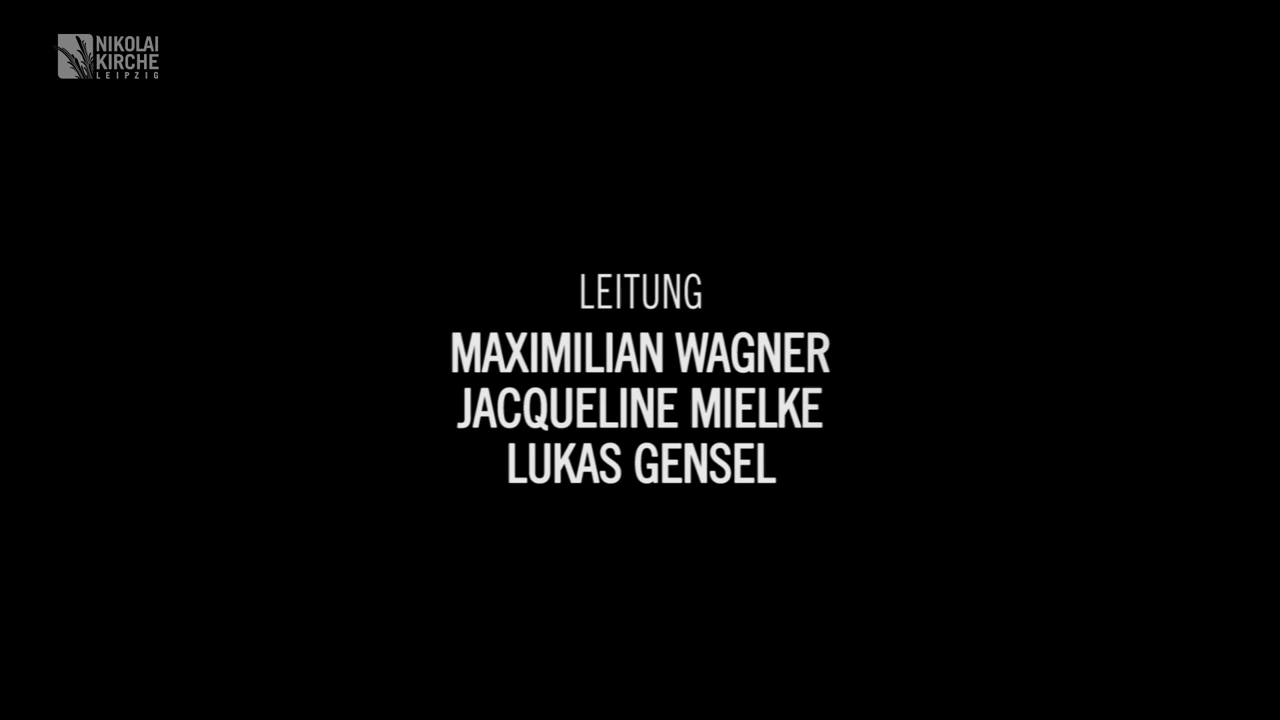 NIKOLAI
KIRCHE
LEIPZIG
LEITUNG
MAXIMILIAN WAGNER
JACQUELINE MIELKE
LUKAS GENSEL